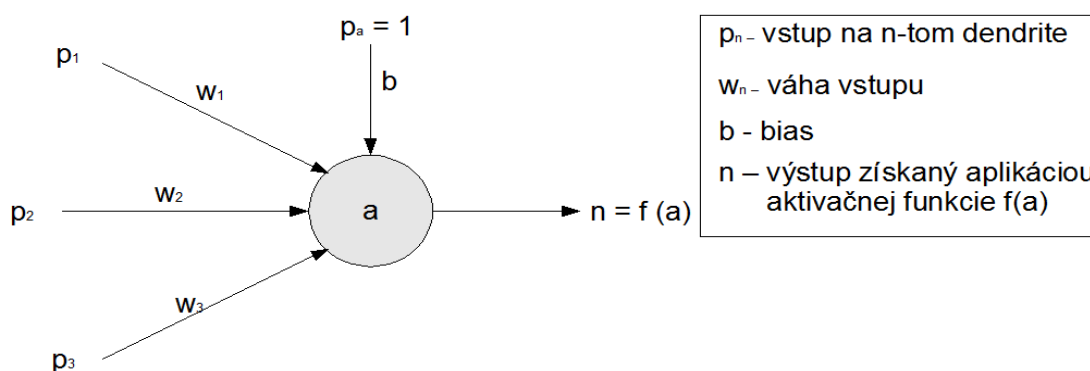 pₐ = 1
p₁
w₁
b
w₂
p₂
a
n = f (a)
w₃
p₃
pₙ – vstup na n-tom dendrite
wₙ – váha vstupu
b - bias
n – výstup získaný aplikáciou
aktivačnej funkcie f(a)